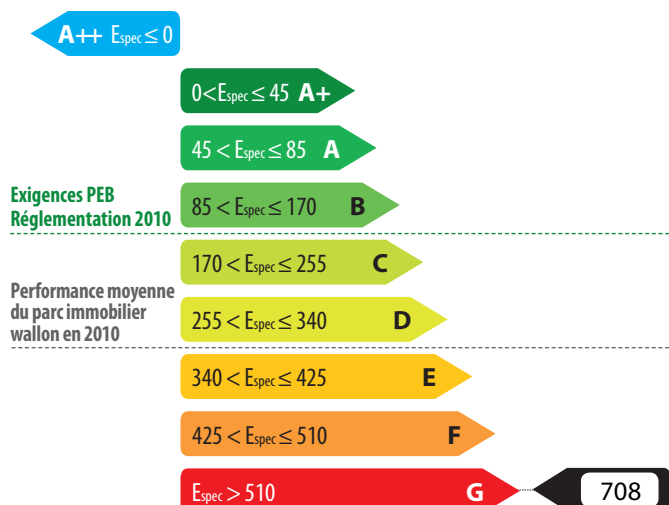 A++ Espec ≤ 0
0<Espec ≤ 45 A+
45 < Espec ≤ 85 A
Exigences PEB
Réglementation 2010
85 < Espec ≤ 170 B
170 < Espec ≤ 255 C
Performance moyenne
du parc immobilier
wallon en 2010
255 < Espec ≤ 340 D
340 < Espec ≤ 425 E
425 < Espec ≤ 510 F
Espec > 510 G 708